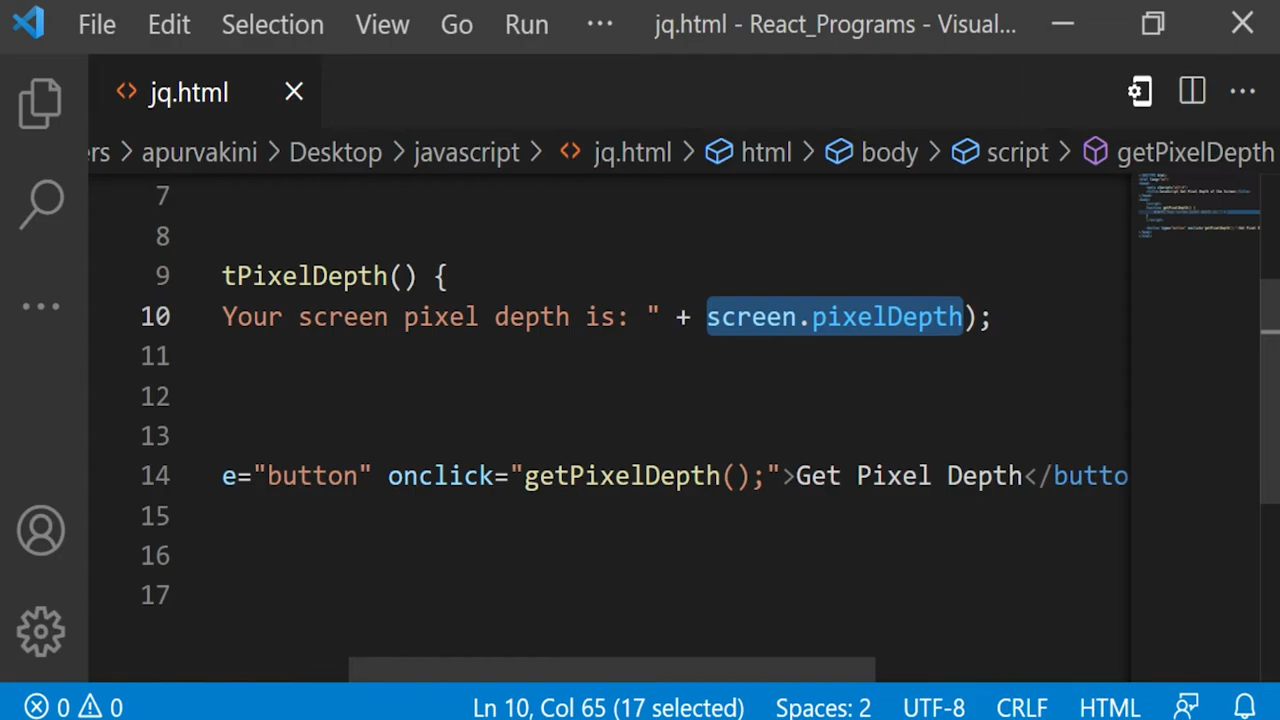 File Edit Selection View Go Run ··· jq.html - React_Programs - Visual...
jq.html
ers > apurvakini > Desktop > javascript > jq.html > html > body > script > getPixelDepth
7
8
9 tPixelDepth() {
10 Your screen pixel depth is: " + screen.pixelDepth);
11
12
13
14 e="button" onclick="getPixelDepth();">Get Pixel Depth</butto
15
16
17
0 0 Ln 10, Col 65 (17 selected) Spaces: 2 UTF-8 CRLF HTML